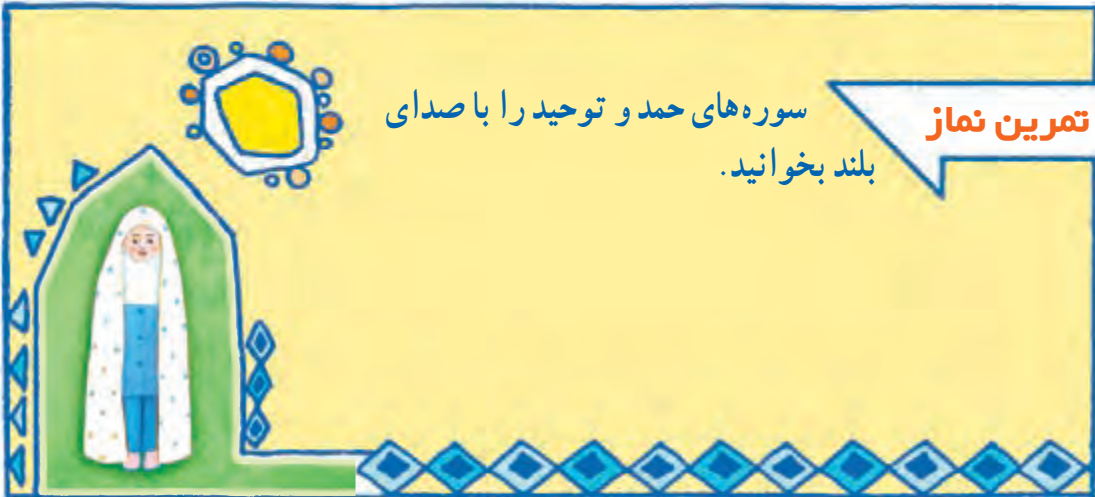 تمرین نماز
سوره‌های حمد و توحید را با صدای
بلند بخوانید.